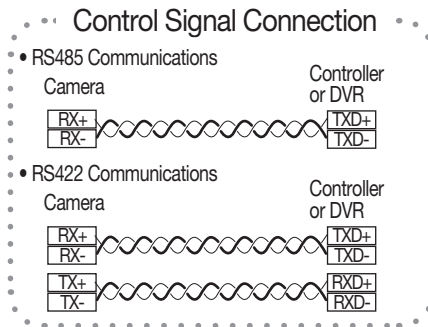 Control Signal Connection
• RS485 Communications
Camera
Controller
or DVR
RX+
TXD+
RX-
TXD-
• RS422 Communications
Camera
Controller
or DVR
RX+
TXD+
RX-
TXD-
TX+
RXD+
TX-
RXD-